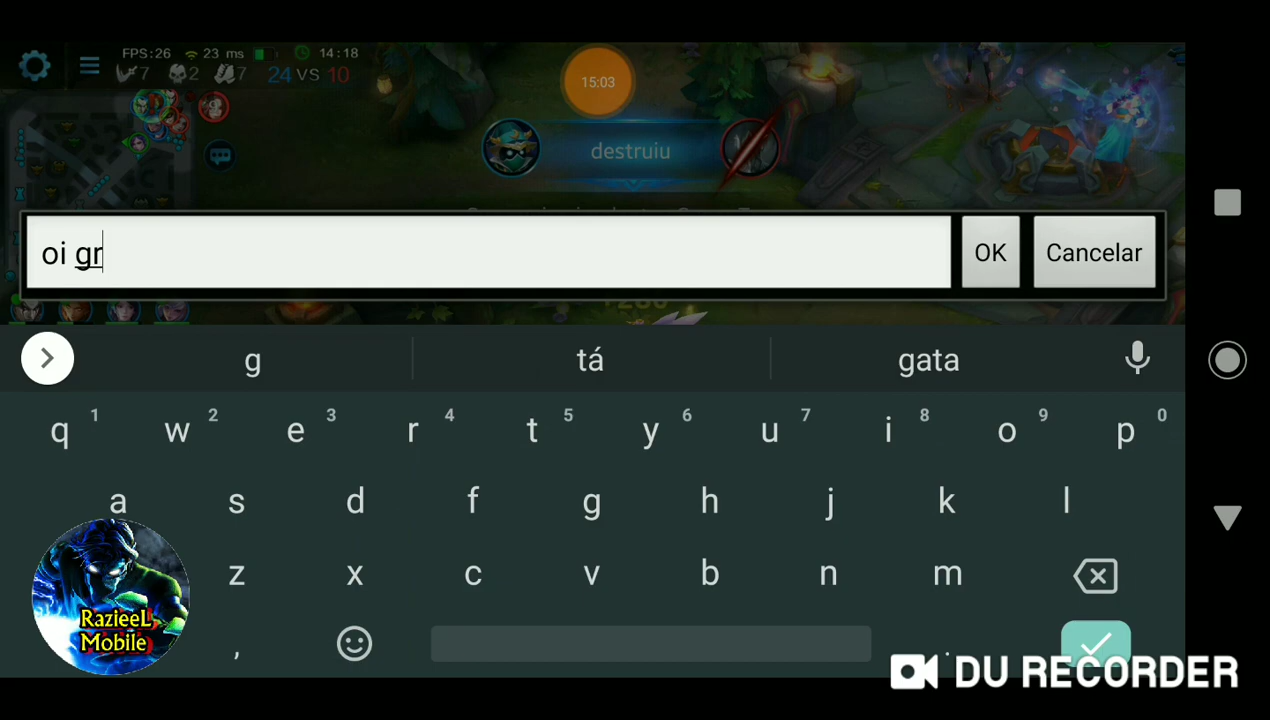 FPS:26 23 ms 14:18
7 2 7 24 VS 10
15:03
destruiu
oi gr
OK
Cancelar
g tá gata
1 2 3 4 5 6 7 8 9 0
q w e r t y u i o p
a s d f g h j k l
z x c v b n m
, .
RazieeL
Mobile
DU RECORDER